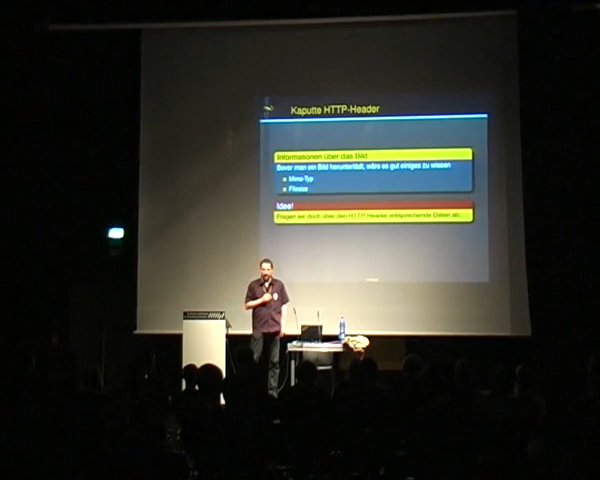 Kaputte HTTP-Header
Informationen über das Bild
Bevor man ein Bild herunterlädt, wäre es gut einiges zu wissen
Mime-Typ
Filesize
Idee!
Fragen wir doch über den HTTP-Header entsprechende Daten ab